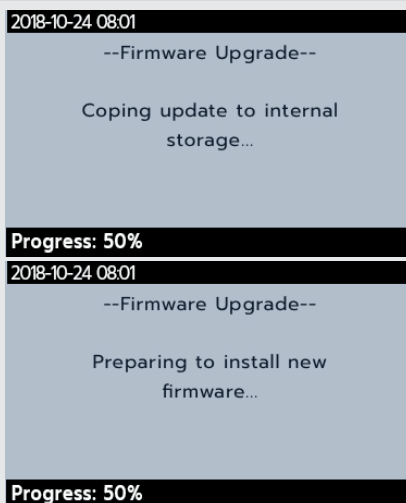 2018-10-24 08:01
--Firmware Upgrade--
Coping update to internal
storage...
Progress: 50%
2018-10-24 08:01
--Firmware Upgrade--
Preparing to install new
firmware...
Progress: 50%